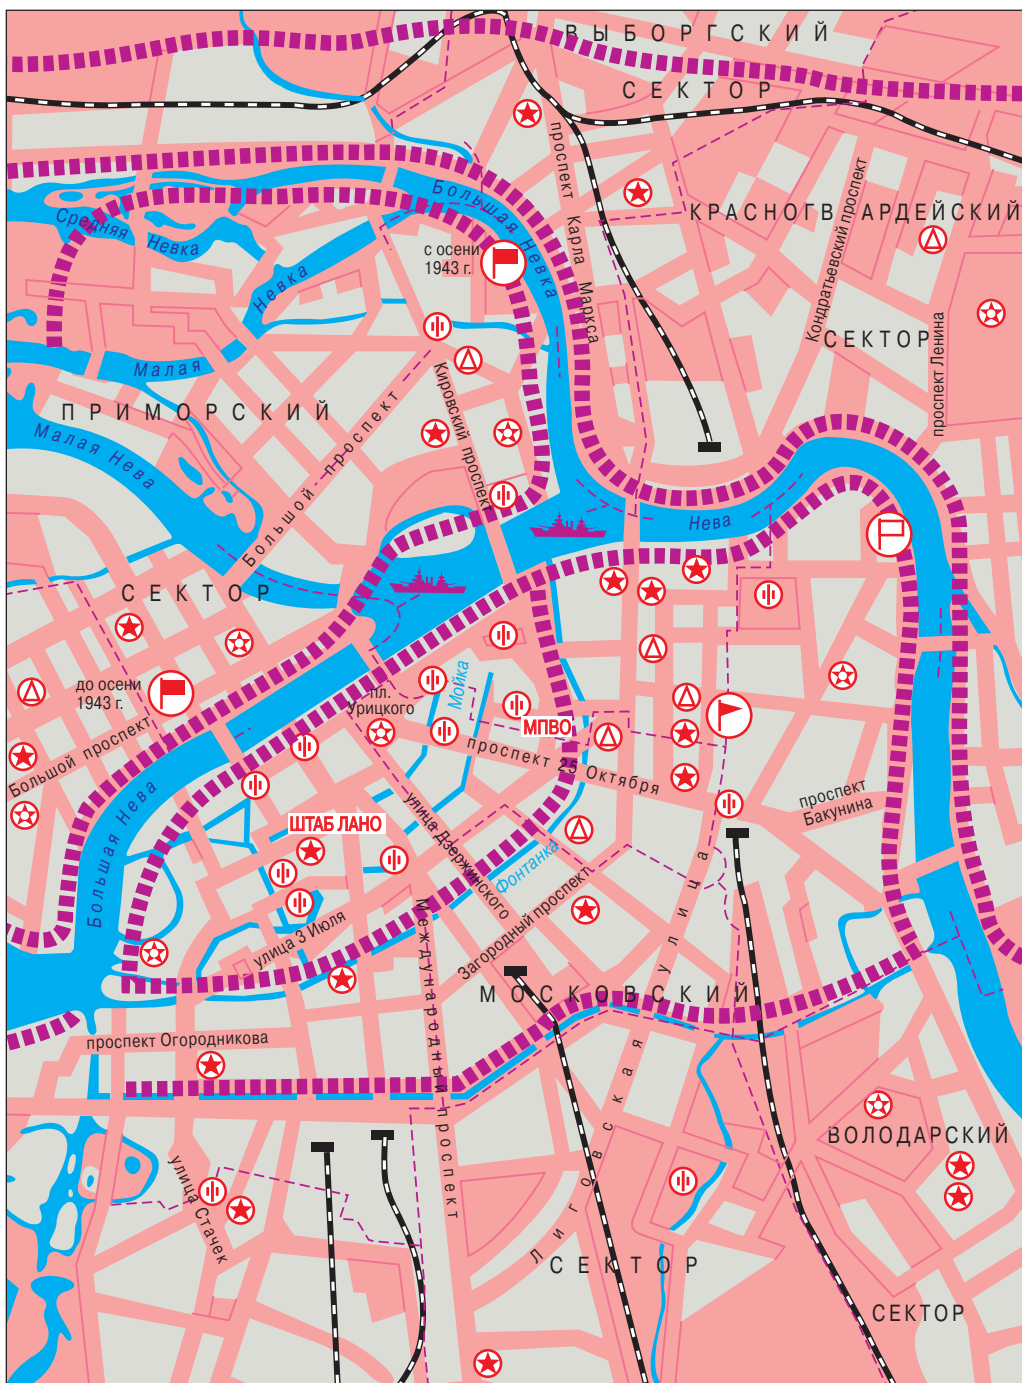 ВЫБОРГСКИЙ
СЕКТОР
проспект Карла Маркса
Большая Невка
КРАСНОГВАРДЕЙСКИЙ
СЕКТОР
Кондратьевский проспект
проспект Ленина
Средняя Невка
Невка
Малая
с осени
1943 г.
ПРИМОРСКИЙ
СЕКТОР
Малая Нева
Большой проспект
Кировский проспект
Нева
до осени
1943 г.
Большой проспект
Большая Нева
пл.
Урицкого
Мойка
МПВО
проспект 25 Октября
проспект
Бакунина
ШТАБ ЛАНО
улица Дзержинского
Фонтанка
Загородный проспект
улица 3 Июля
Международный проспект
Лиговская улица
МОСКОВСКИЙ
СЕКТОР
проспект Огородникова
улица Стачек
ВОЛОДАРСКИЙ
СЕКТОР